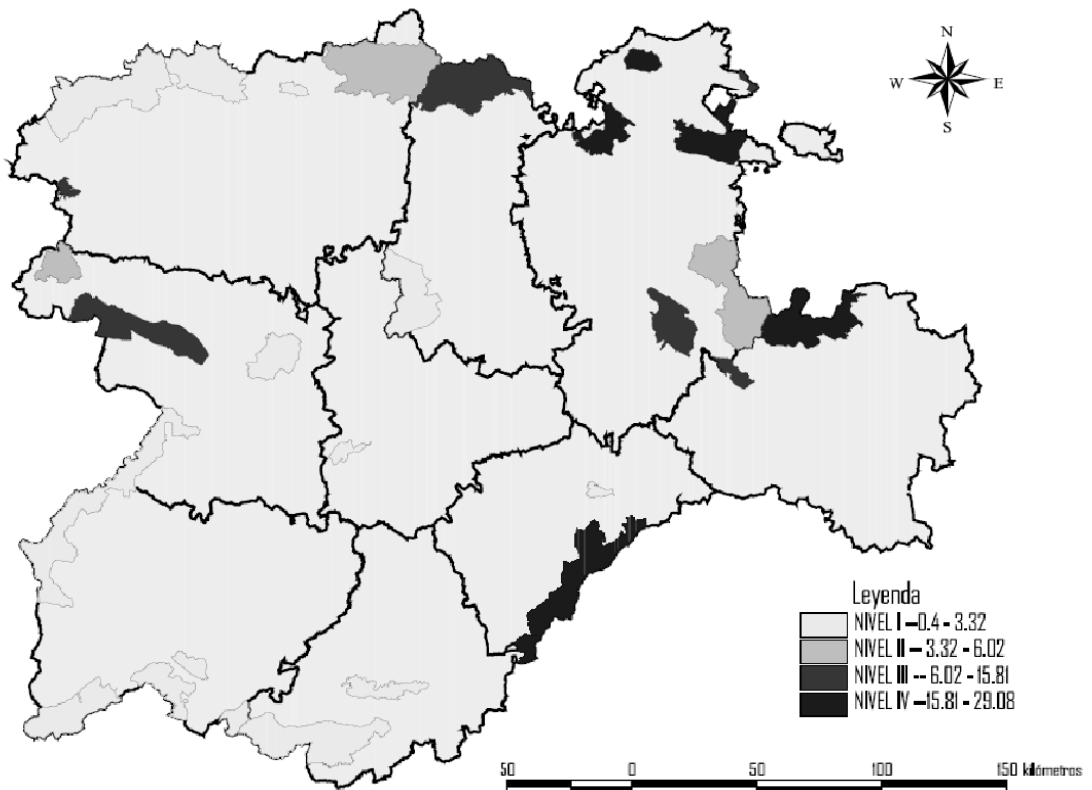 N
W E
S
Leyenda
NIVEL I –0.4 - 3.32
NIVEL II – 3.32 - 6.02
NIVEL III -- 6.02 - 15.81
NIVEL IV –15.81 - 29.08
50 0 50 100 150 kilómetros